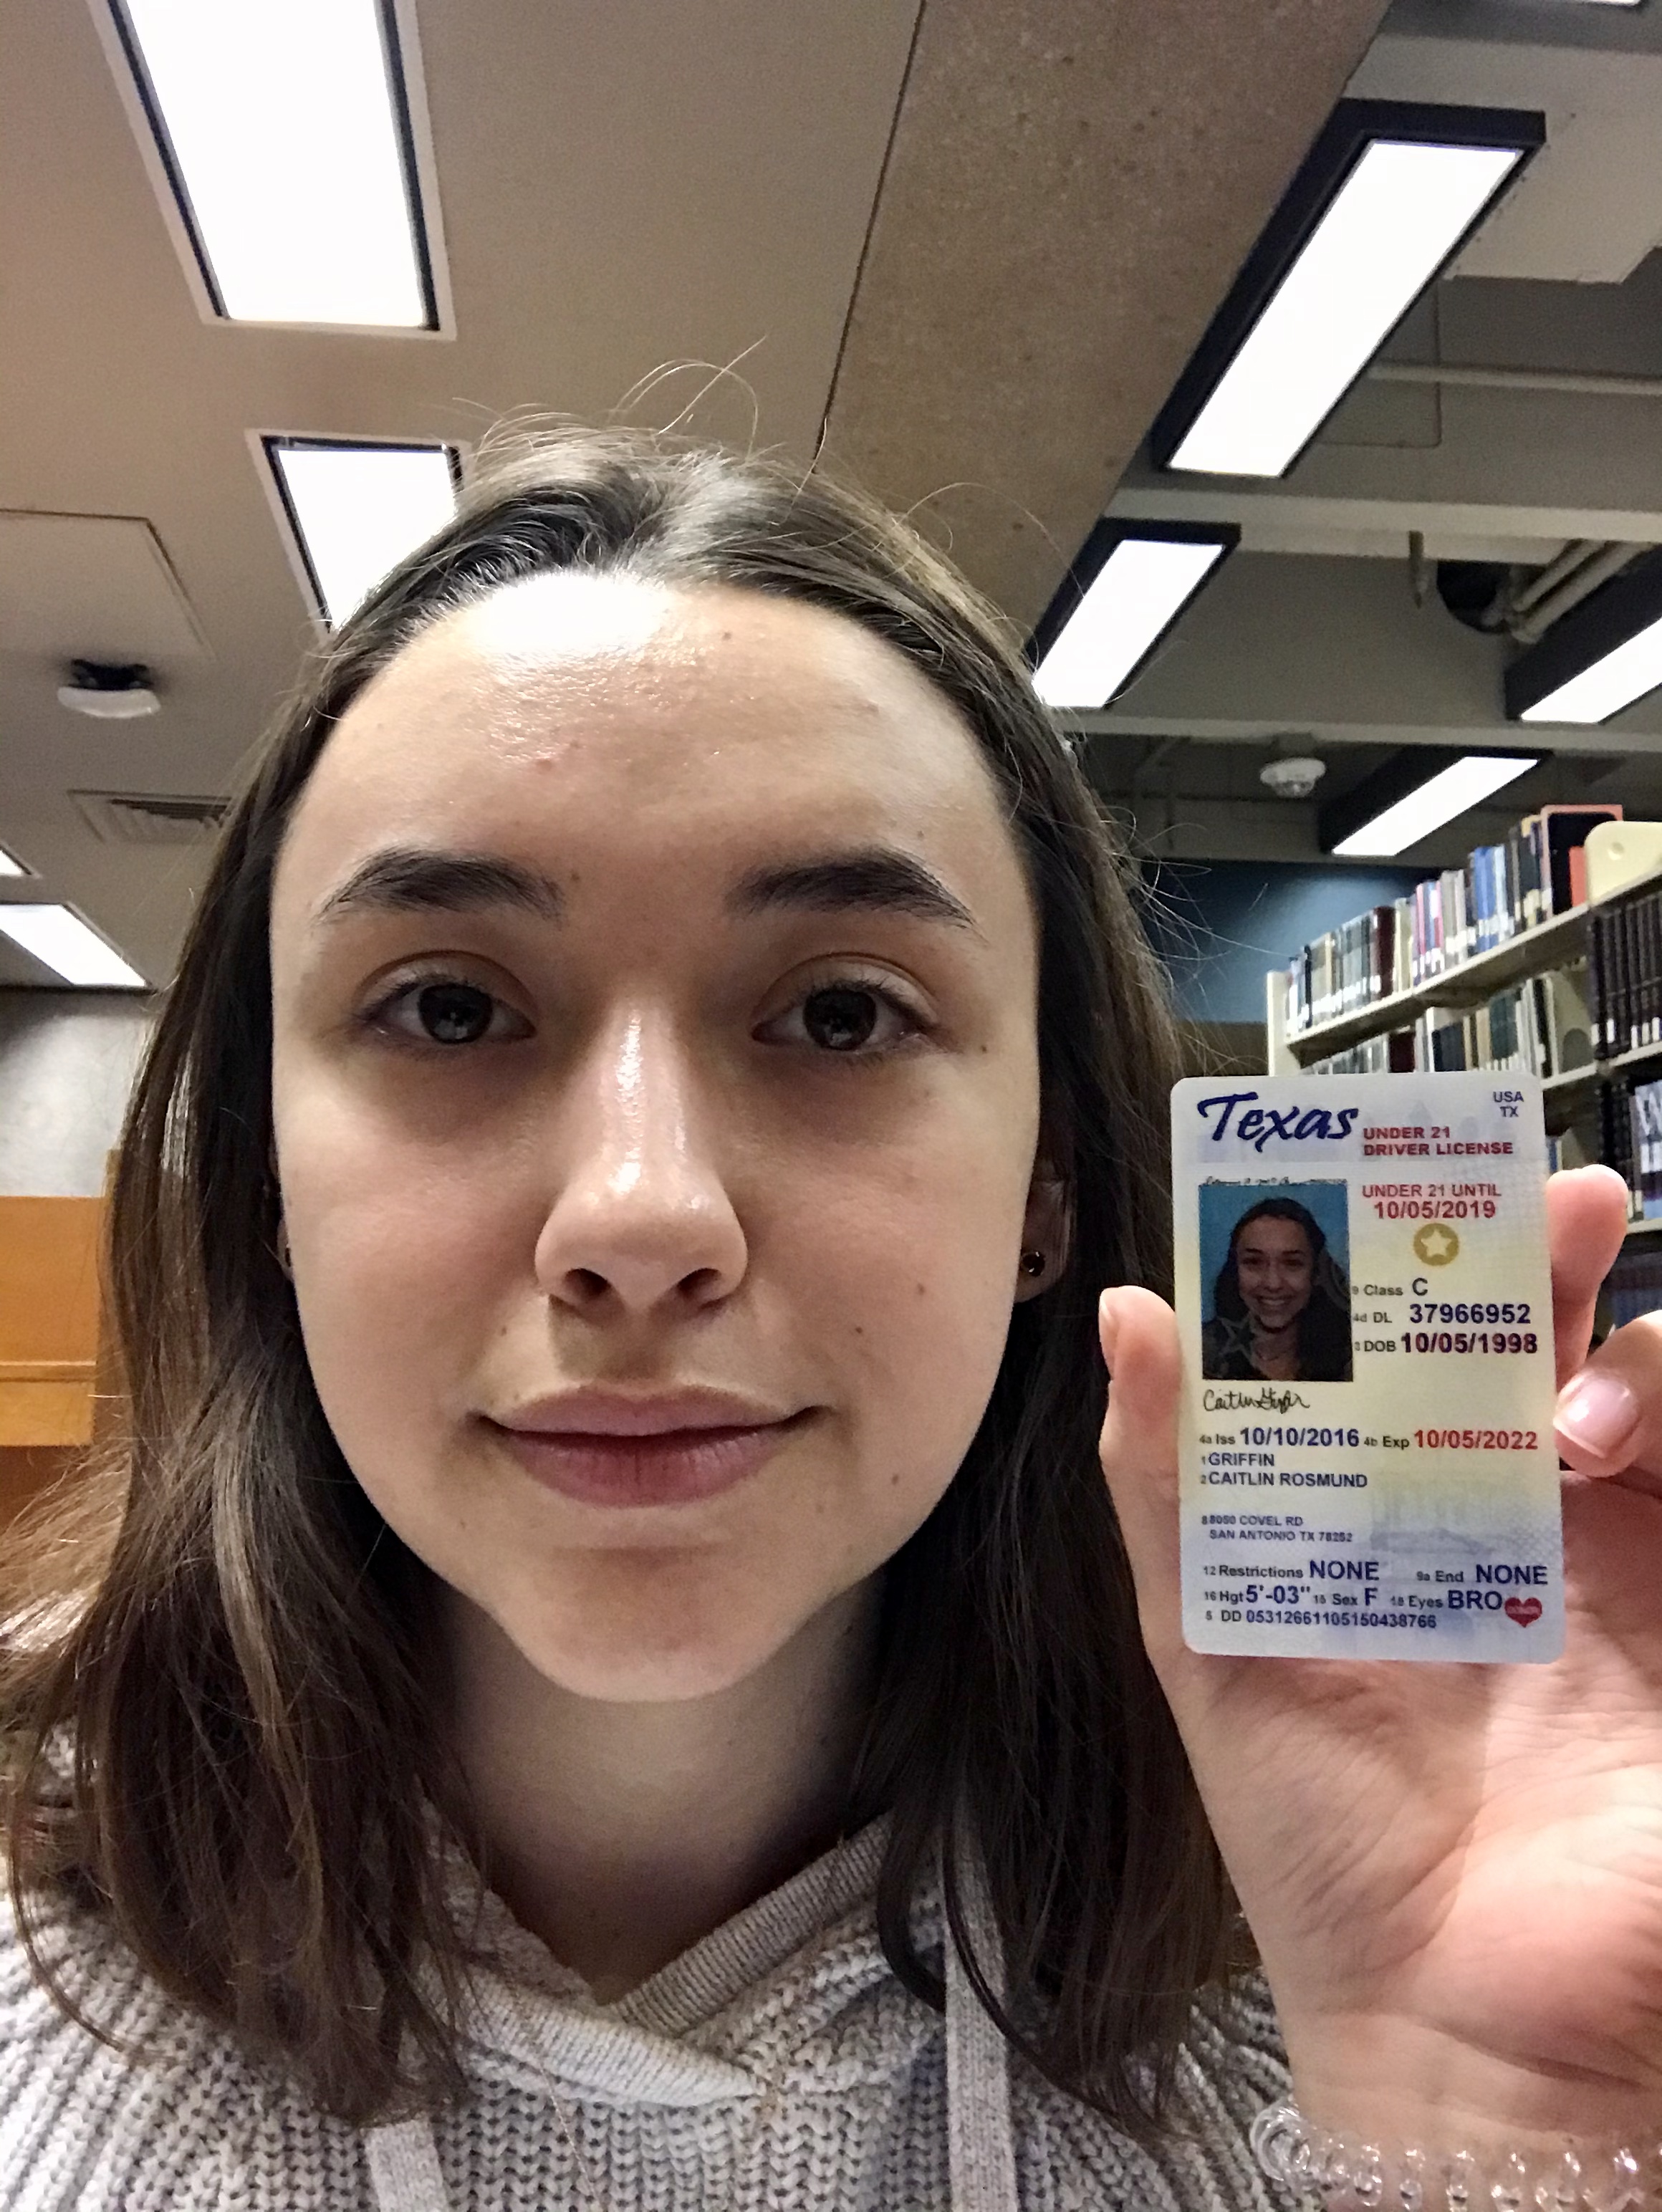 Texas
USA
TX
UNDER 21
DRIVER LICENSE
UNDER 21 UNTIL
10/05/2019
9 Class C
4d DL 37966952
3 DOB 10/05/1998
4a Iss 10/10/2016 4b Exp 10/05/2022
1 GRIFFIN
2 CAITLIN ROSMUND
8 8050 COVEL RD
SAN ANTONIO TX 78252
12 Restrictions NONE 9a End NONE
16 Hgt 5'-03" 15 Sex F 18 Eyes BRO
5 DD 05312661105150438766